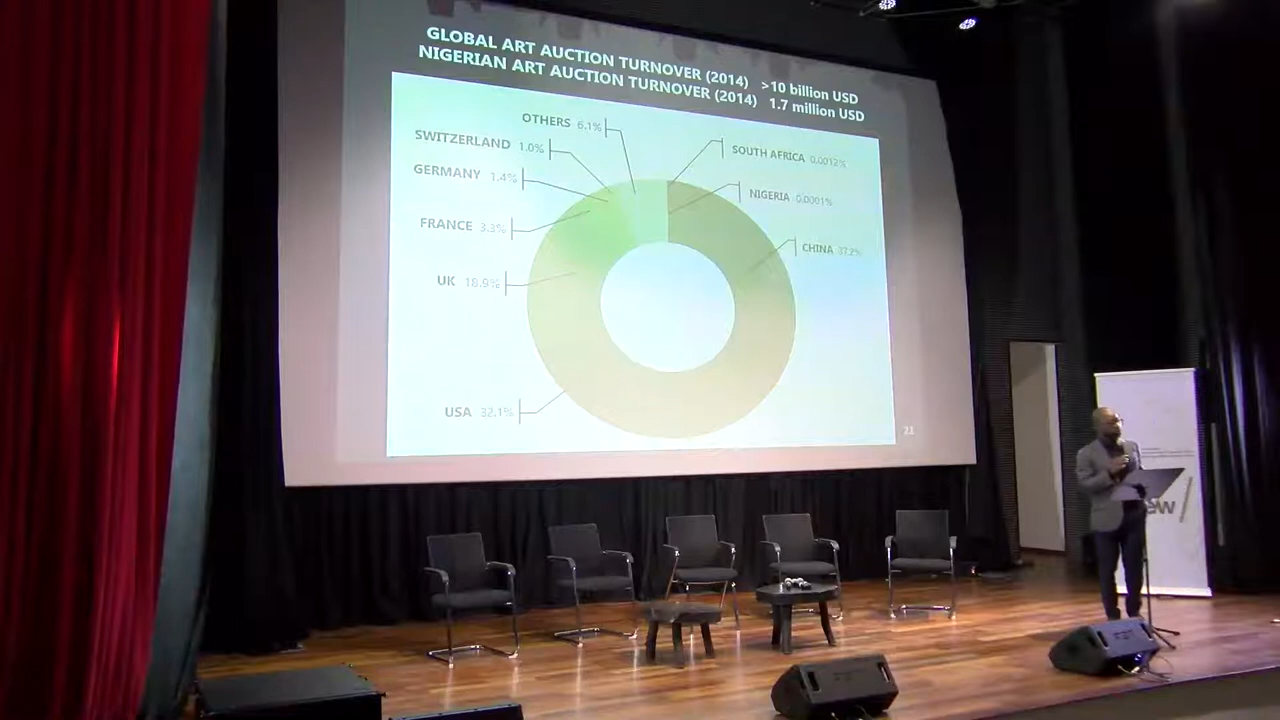 GLOBAL ART AUCTION TURNOVER (2014) >10 billion USD
NIGERIAN ART AUCTION TURNOVER (2014) 1.7 million USD
OTHERS 6.1%
SWITZERLAND 1.0%
GERMANY 1.4%
FRANCE 3.3%
UK 18.9%
USA 32.1%
SOUTH AFRICA 0.0012%
NIGERIA 0.0001%
CHINA 37.2%
21